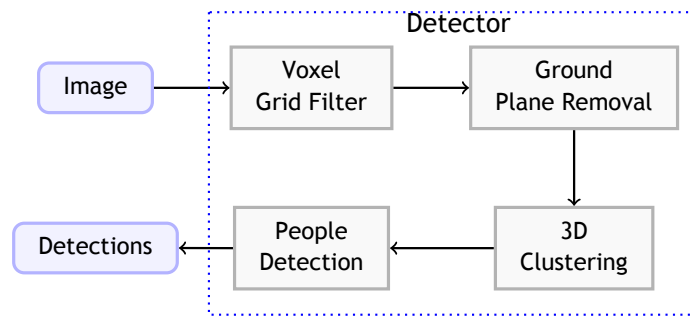 Detector
Image
Voxel
Grid Filter
Ground
Plane Removal
Detections
People
Detection
3D
Clustering